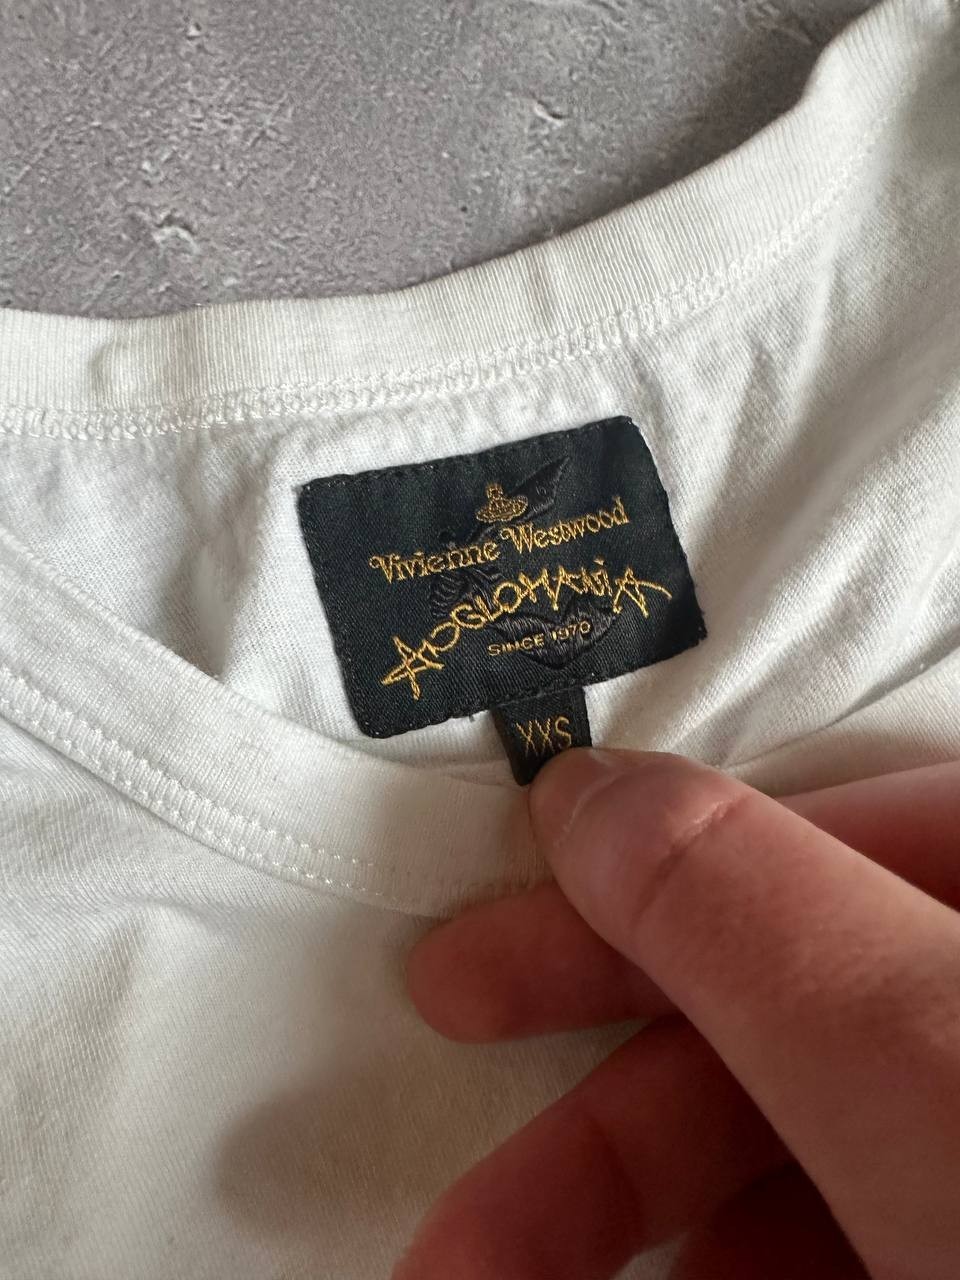 Vivienne Westwood
ANGLOMANIA
SINCE 1970
XXS